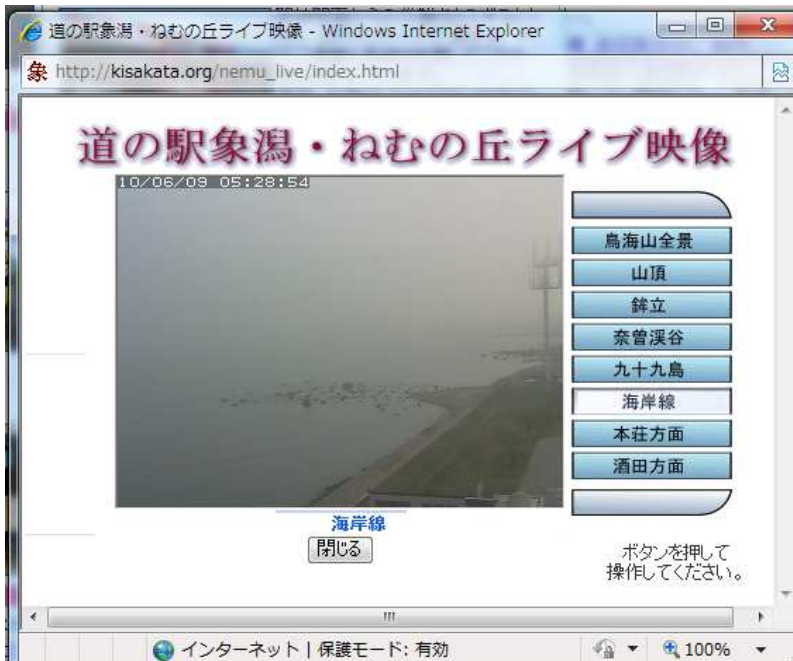 道の駅象潟・ねむの丘ライブ映像 - Windows Internet Explorer
http://kisakata.org/nemu_live/index.html
道の駅象潟・ねむの丘ライブ映像
10/06/09 05:28:54
鳥海山全景
山頂
鉾立
奈曽渓谷
九十九島
海岸線
本荘方面
酒田方面
海岸線
閉じる
ボタンを押して
操作してください。
インターネット | 保護モード: 有効
100%